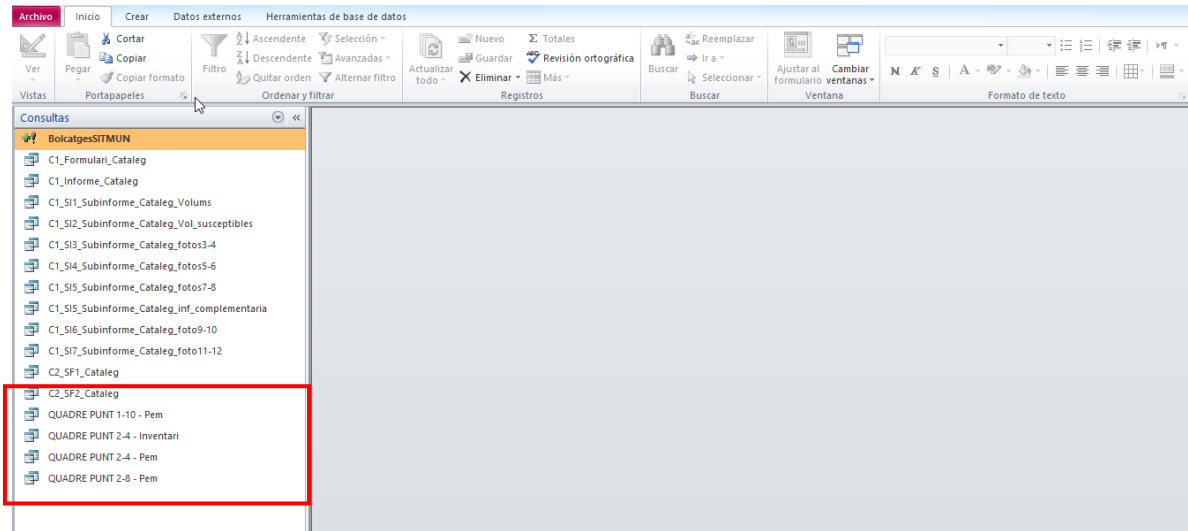 Archivo Inicio Crear Datos externos Herramientas de base de datos
Ver
Vistas
Pegar
Cortar
Copiar
Copiar formato
Portapapeles
Filtro
Ascendente
Descendente
Quitar orden
Selección
Avanzadas
Alternar filtro
Ordenar y filtrar
Actualizar
todo
Nuevo
Guardar
Eliminar
Totales
Revisión ortográfica
Más
Registros
Buscar
Reemplazar
Ir a
Seleccionar
Buscar
Ajustar al
formulario
Cambiar
ventanas
Ventana
N K S A
Formato de texto
Consultas
BolcatgesSITMUN
C1_Formulari_Cataleg
C1_Informe_Cataleg
C1_SI1_Subinforme_Cataleg_Volums
C1_SI2_Subinforme_Cataleg_Vol_susceptibles
C1_SI3_Subinforme_Cataleg_fotos3-4
C1_SI4_Subinforme_Cataleg_fotos5-6
C1_SI5_Subinforme_Cataleg_fotos7-8
C1_SI5_Subinforme_Cataleg_inf_complementaria
C1_SI6_Subinforme_Cataleg_foto9-10
C1_SI7_Subinforme_Cataleg_foto11-12
C2_SF1_Cataleg
C2_SF2_Cataleg
QUADRE PUNT 1-10 - Pem
QUADRE PUNT 2-4 - Inventari
QUADRE PUNT 2-4 - Pem
QUADRE PUNT 2-8 - Pem